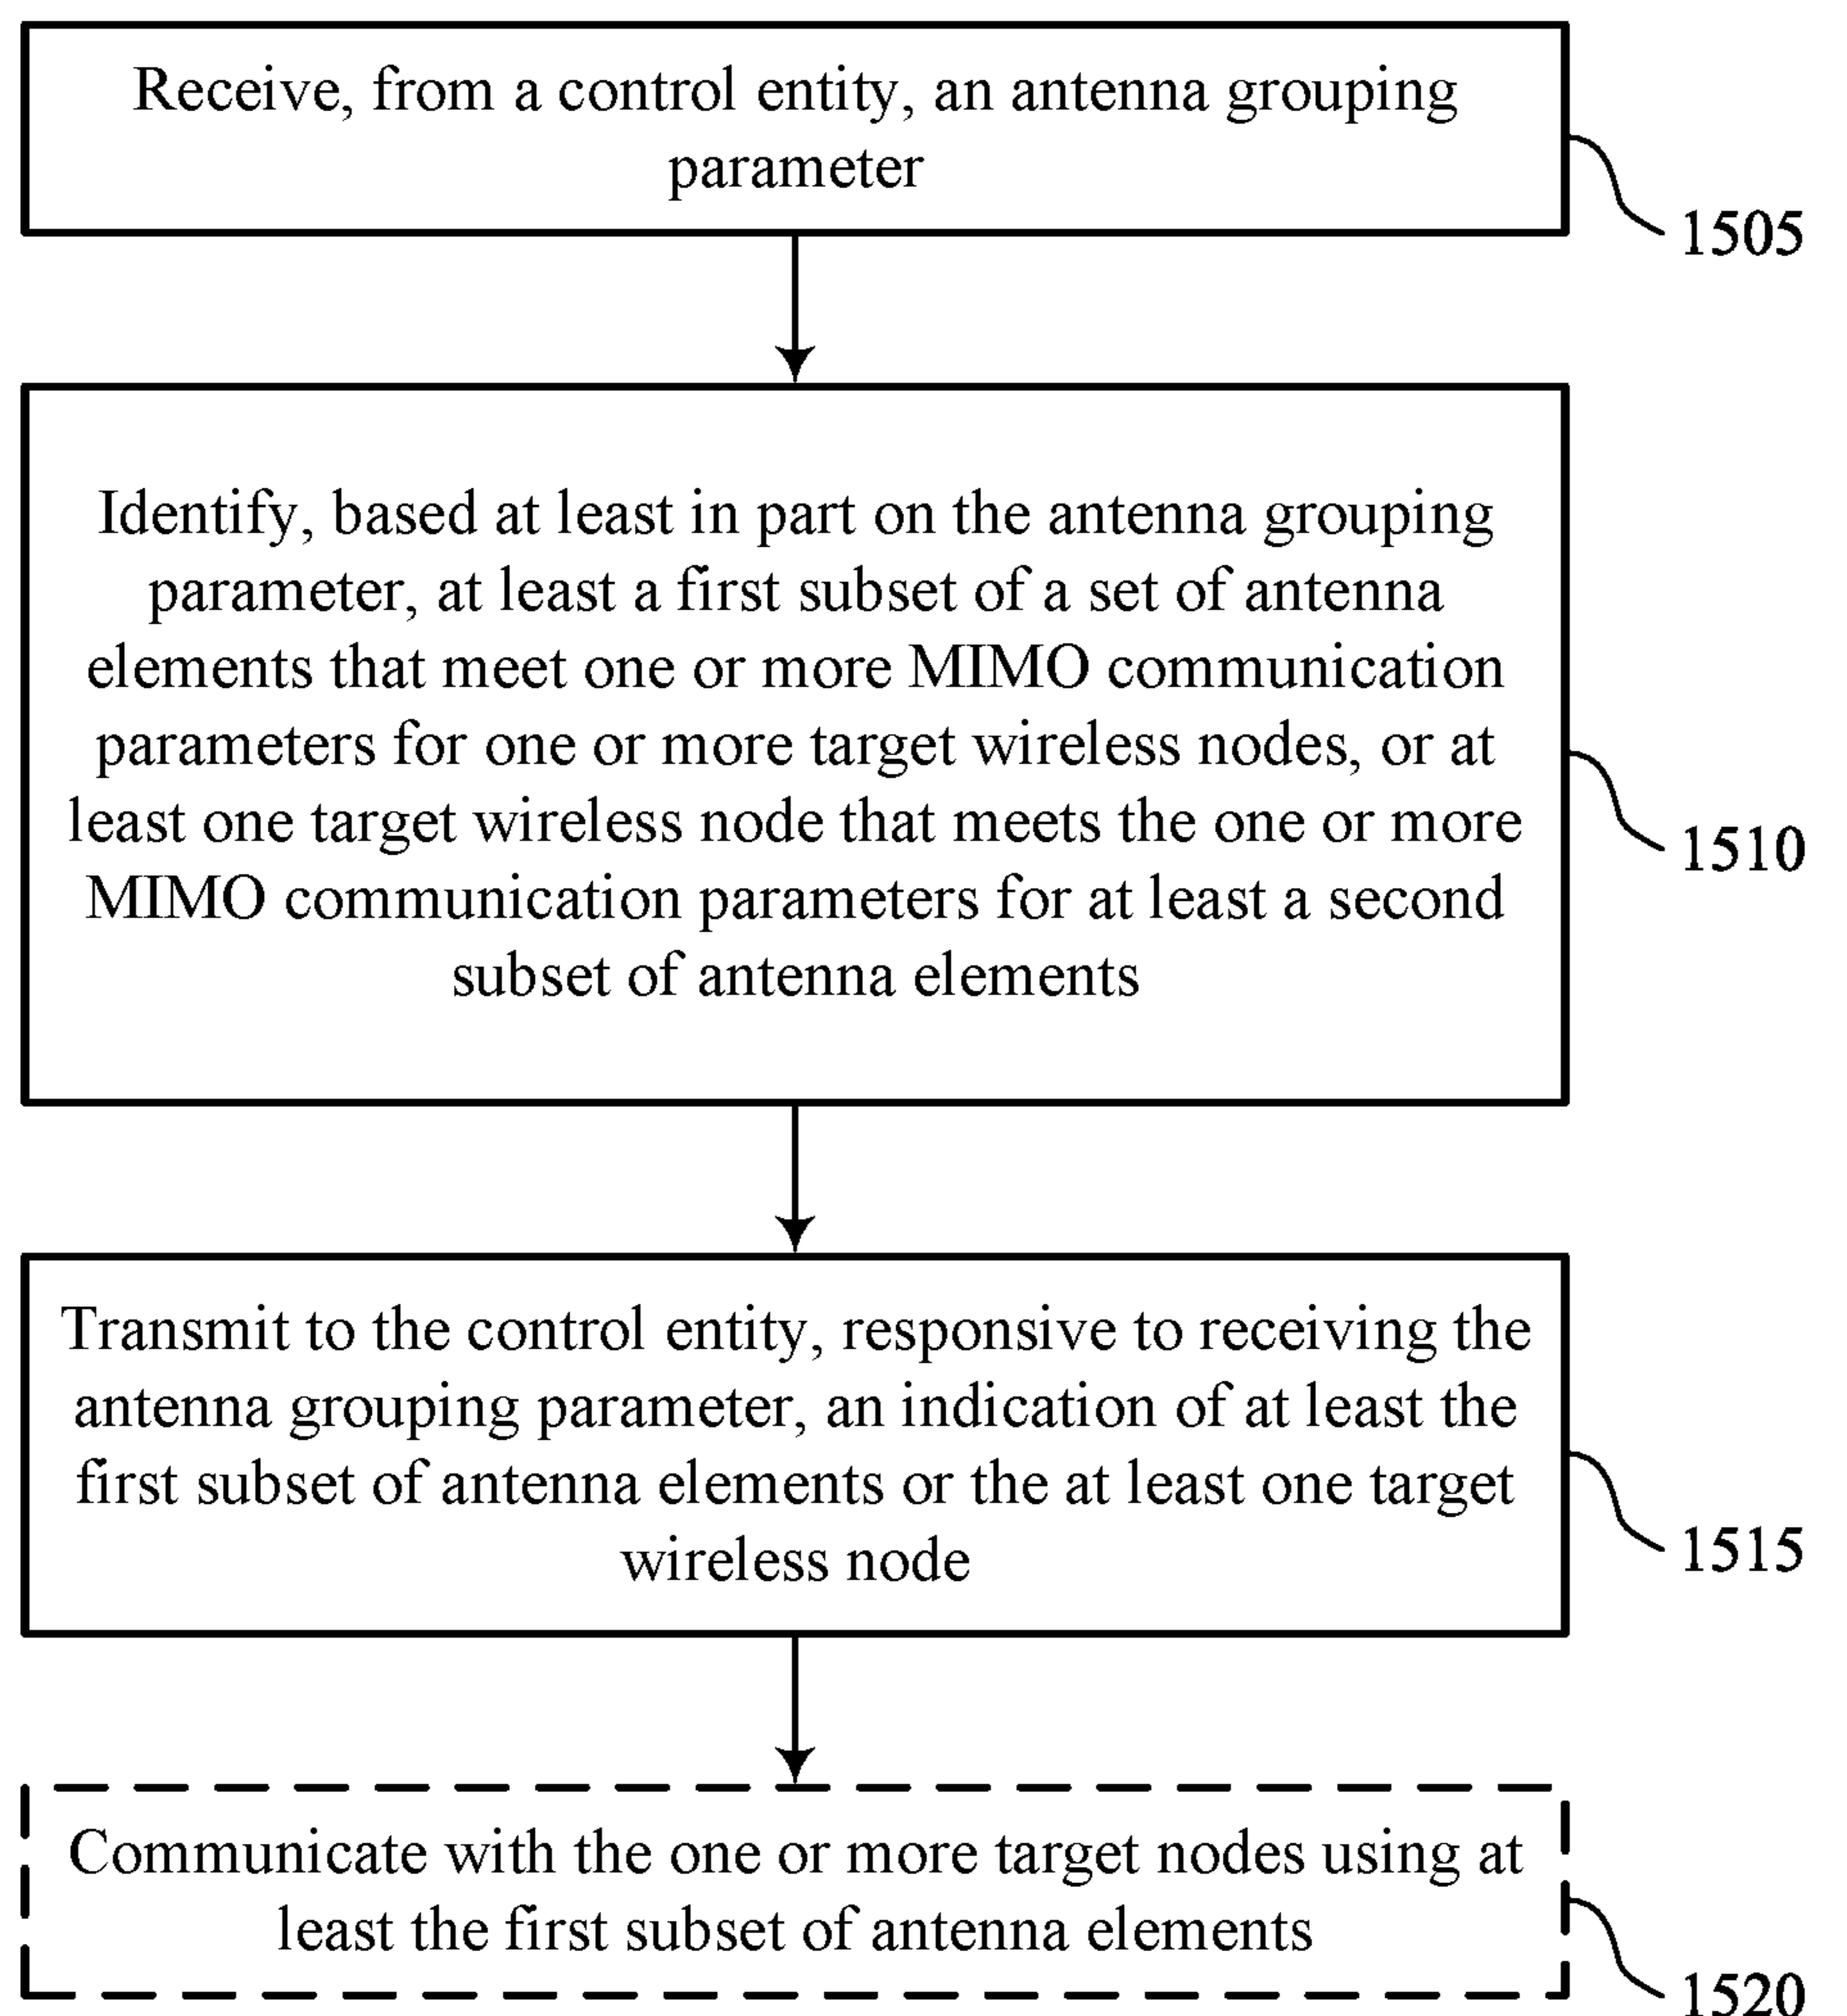 Receive, from a control entity, an antenna grouping
parameter
1505
Identify, based at least in part on the antenna grouping
parameter, at least a first subset of a set of antenna
elements that meet one or more MIMO communication
parameters for one or more target wireless nodes, or at
least one target wireless node that meets the one or more
MIMO communication parameters for at least a second
subset of antenna elements
1510
Transmit to the control entity, responsive to receiving the
antenna grouping parameter, an indication of at least the
first subset of antenna elements or the at least one target
wireless node
1515
Communicate with the one or more target nodes using at
least the first subset of antenna elements
1520